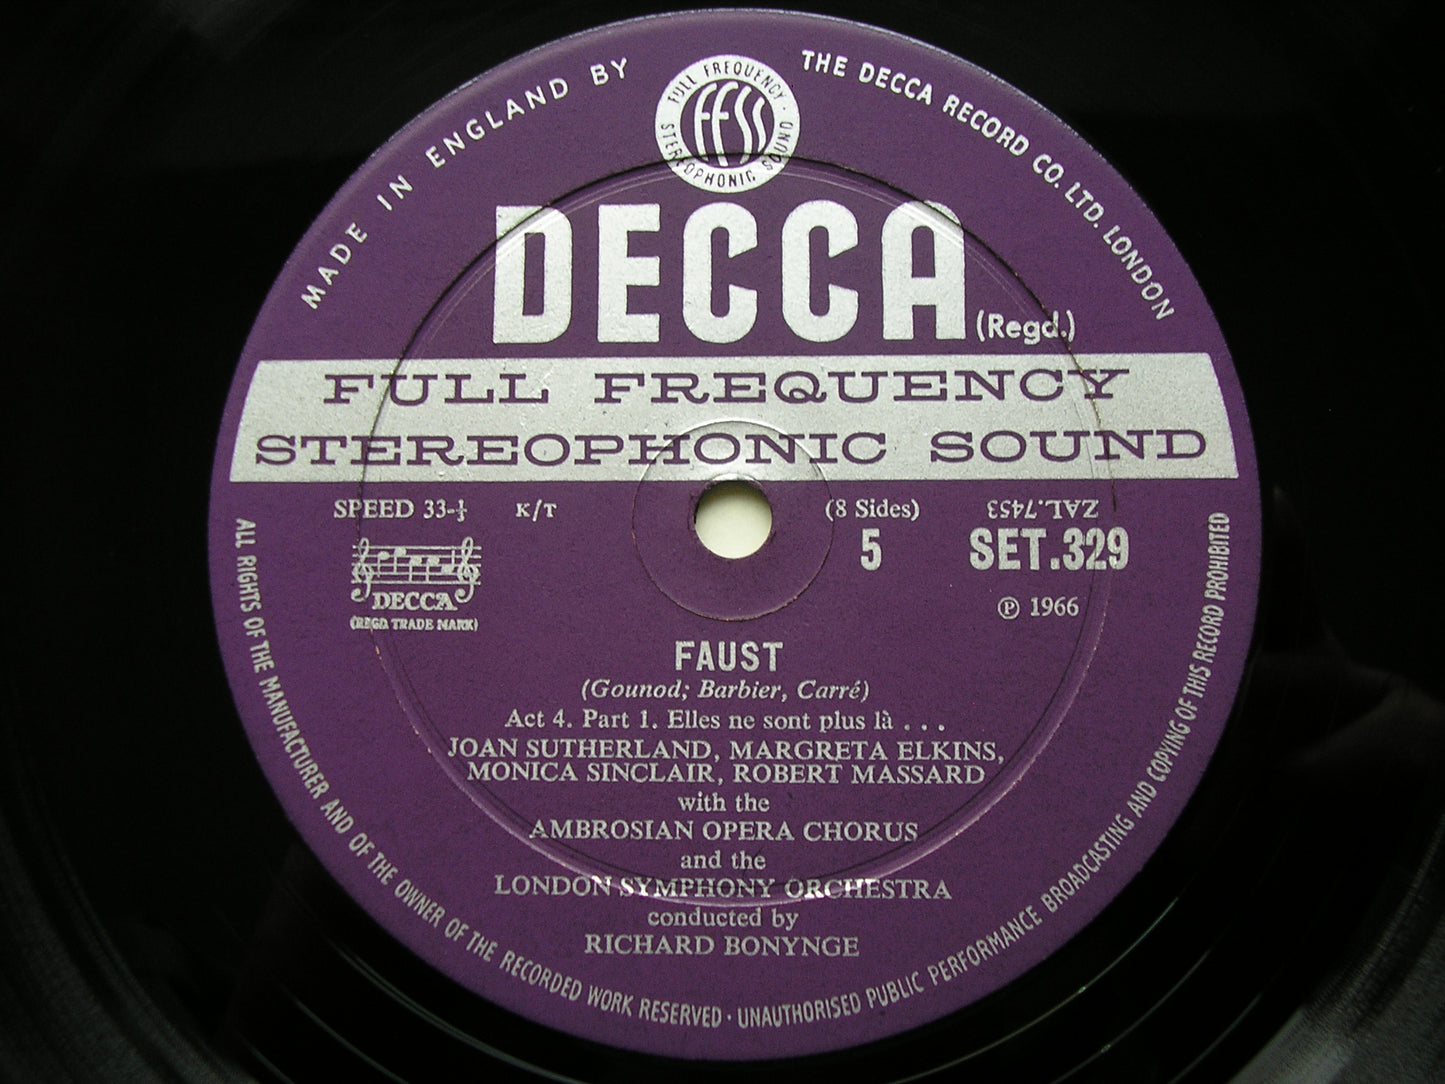 MADE IN ENGLAND BY THE DECCA RECORD CO. LTD. LONDON
FULL FREQUENCY · STEREOPHONIC SOUND
FFSS
DECCA (Regd.)
FULL FREQUENCY
STEREOPHONIC SOUND
SPEED 33-⅓ K/T (8 Sides) ZAL.7453
5 SET.329
DECCA
(REGD. TRADE MARK)
℗ 1966
FAUST
(Gounod; Barbier, Carré)
Act 4. Part 1. Elles ne sont plus là . . .
JOAN SUTHERLAND, MARGRETA ELKINS,
MONICA SINCLAIR, ROBERT MASSARD
with the
AMBROSIAN OPERA CHORUS
and the
LONDON SYMPHONY ORCHESTRA
conducted by
RICHARD BONYNGE
ALL RIGHTS OF THE MANUFACTURER AND OF THE OWNER OF THE RECORDED WORK RESERVED · UNAUTHORISED PUBLIC PERFORMANCE BROADCASTING AND COPYING OF THIS RECORD PROHIBITED